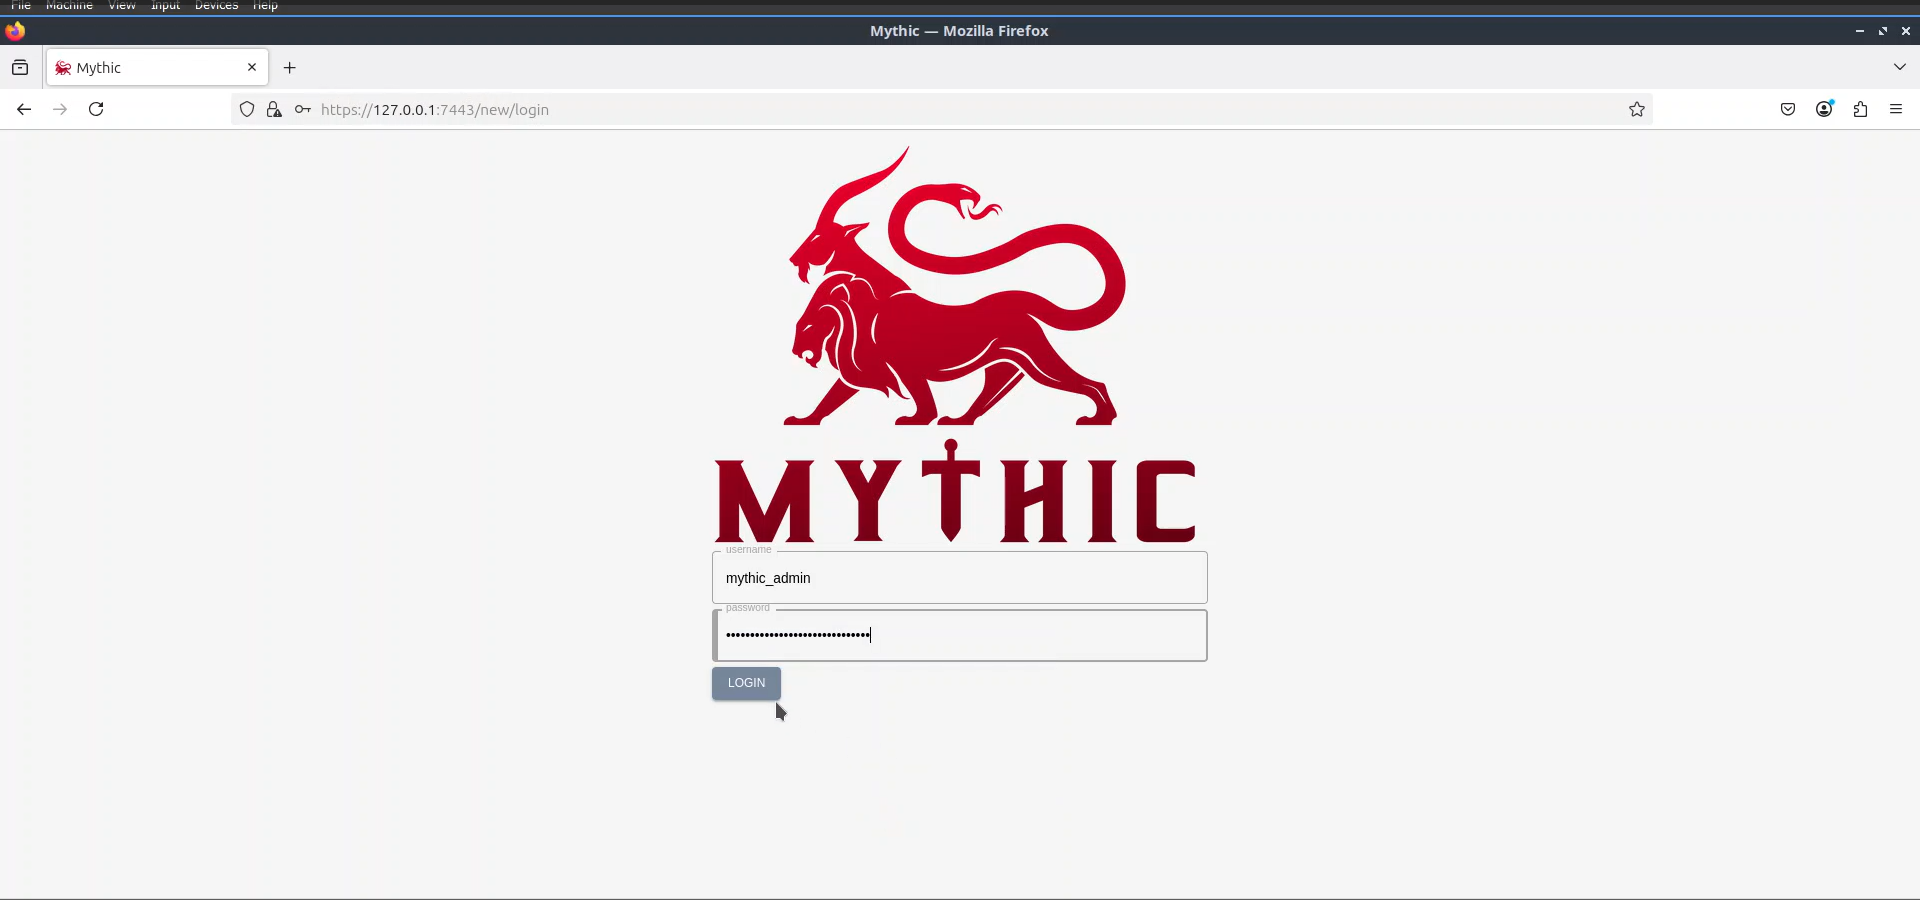 File Machine View Input Devices Help
Mythic — Mozilla Firefox
Mythic
https://127.0.0.1:7443/new/login
MYTHIC
username
mythic_admin
password
LOGIN